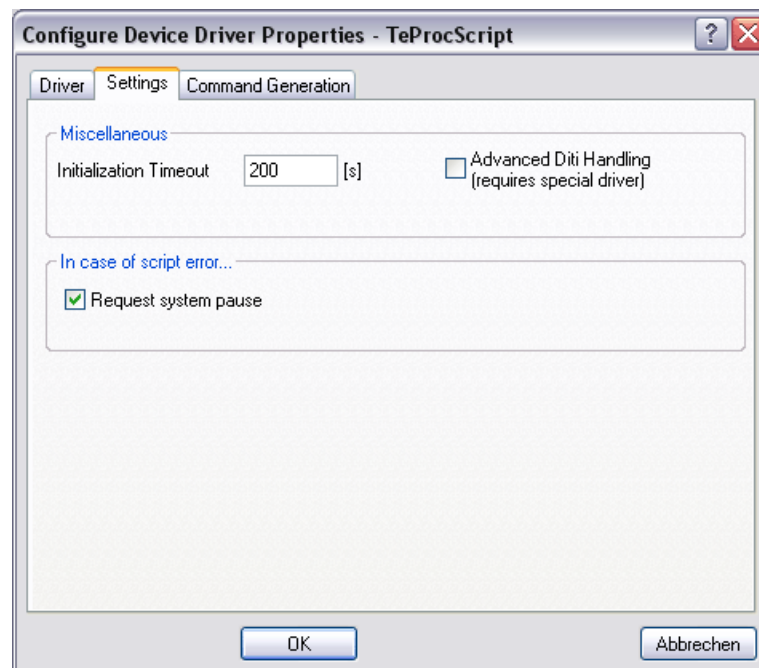 Configure Device Driver Properties - TeProcScript
Driver
Settings
Command Generation
Miscellaneous
Initialization Timeout
200
[s]
Advanced Diti Handling
(requires special driver)
In case of script error...
Request system pause
OK
Abbrechen